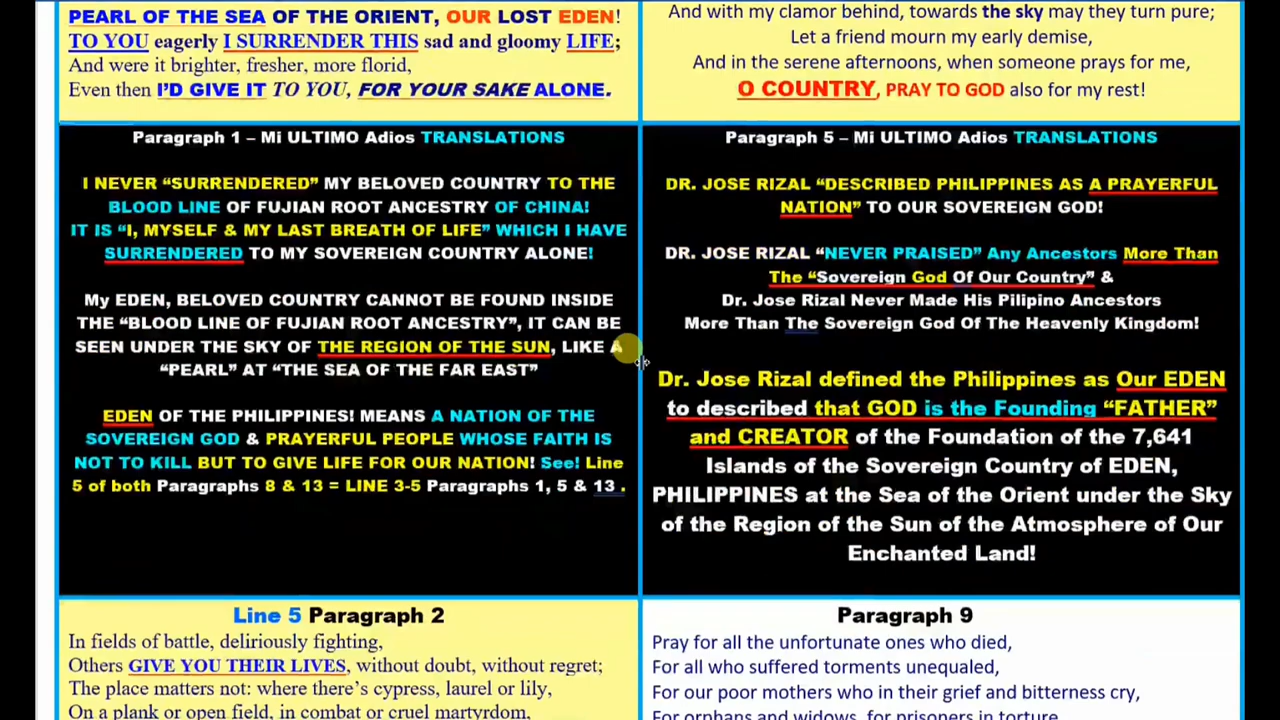 PEARL OF THE SEA OF THE ORIENT, OUR LOST EDEN!
TO YOU eagerly I SURRENDER THIS sad and gloomy LIFE;
And were it brighter, fresher, more florid,
Even then I'D GIVE IT TO YOU, FOR YOUR SAKE ALONE.
Paragraph 1 – Mi ULTIMO Adios TRANSLATIONS
I NEVER “SURRENDERED” MY BELOVED COUNTRY TO THE
BLOOD LINE OF FUJIAN ROOT ANCESTRY OF CHINA!
IT IS “I, MYSELF & MY LAST BREATH OF LIFE” WHICH I HAVE
SURRENDERED TO MY SOVEREIGN COUNTRY ALONE!
My EDEN, BELOVED COUNTRY CANNOT BE FOUND INSIDE
THE “BLOOD LINE OF FUJIAN ROOT ANCESTRY”, IT CAN BE
SEEN UNDER THE SKY OF THE REGION OF THE SUN, LIKE A
“PEARL” AT “THE SEA OF THE FAR EAST”
EDEN OF THE PHILIPPINES! MEANS A NATION OF THE
SOVEREIGN GOD & PRAYERFUL PEOPLE WHOSE FAITH IS
NOT TO KILL BUT TO GIVE LIFE FOR OUR NATION! See! Line
5 of both Paragraphs 8 & 13 = LINE 3-5 Paragraphs 1, 5 & 13 .
Line 5 Paragraph 2
In fields of battle, deliriously fighting,
Others GIVE YOU THEIR LIVES, without doubt, without regret;
The place matters not: where there’s cypress, laurel or lily,
On a plank or open field, in combat or cruel martyrdom,
And with my clamor behind, towards the sky may they turn pure;
Let a friend mourn my early demise,
And in the serene afternoons, when someone prays for me,
O COUNTRY, PRAY TO GOD also for my rest!
Paragraph 5 – Mi ULTIMO Adios TRANSLATIONS
DR. JOSE RIZAL “DESCRIBED PHILIPPINES AS A PRAYERFUL
NATION” TO OUR SOVEREIGN GOD!
DR. JOSE RIZAL “NEVER PRAISED” Any Ancestors More Than
The “Sovereign God Of Our Country” &
Dr. Jose Rizal Never Made His Pilipino Ancestors
More Than The Sovereign God Of The Heavenly Kingdom!
Dr. Jose Rizal defined the Philippines as Our EDEN
to described that GOD is the Founding “FATHER”
and CREATOR of the Foundation of the 7,641
Islands of the Sovereign Country of EDEN,
PHILIPPINES at the Sea of the Orient under the Sky
of the Region of the Sun of the Atmosphere of Our
Enchanted Land!
Paragraph 9
Pray for all the unfortunate ones who died,
For all who suffered torments unequaled,
For our poor mothers who in their grief and bitterness cry,
For orphans and widows, for prisoners in torture